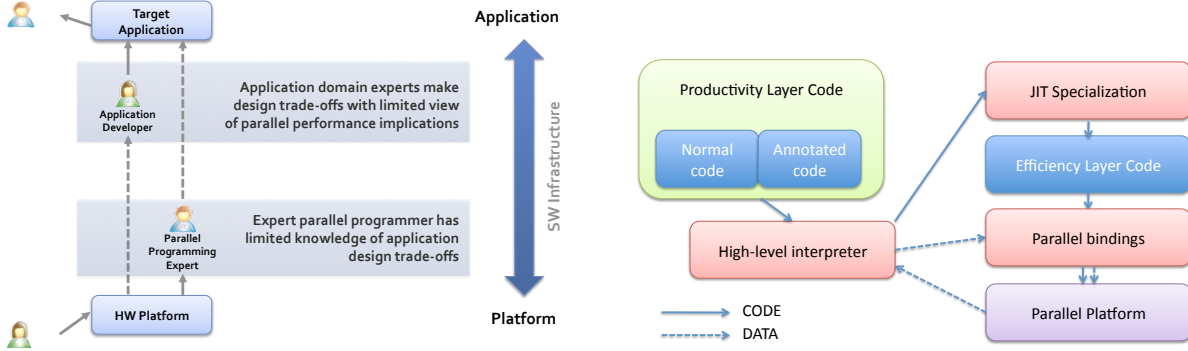 Target
Application
Application
Application domain experts make
design trade-offs with limited view
of parallel performance implications
Application
Developer
SW Infrastructure
Expert parallel programmer has
limited knowledge of application
design trade-offs
Parallel
Programming
Expert
HW Platform
Platform
Productivity Layer Code
Normal
code
Annotated
code
High-level interpreter
CODE
DATA
JIT Specialization
Efficiency Layer Code
Parallel bindings
Parallel Platform